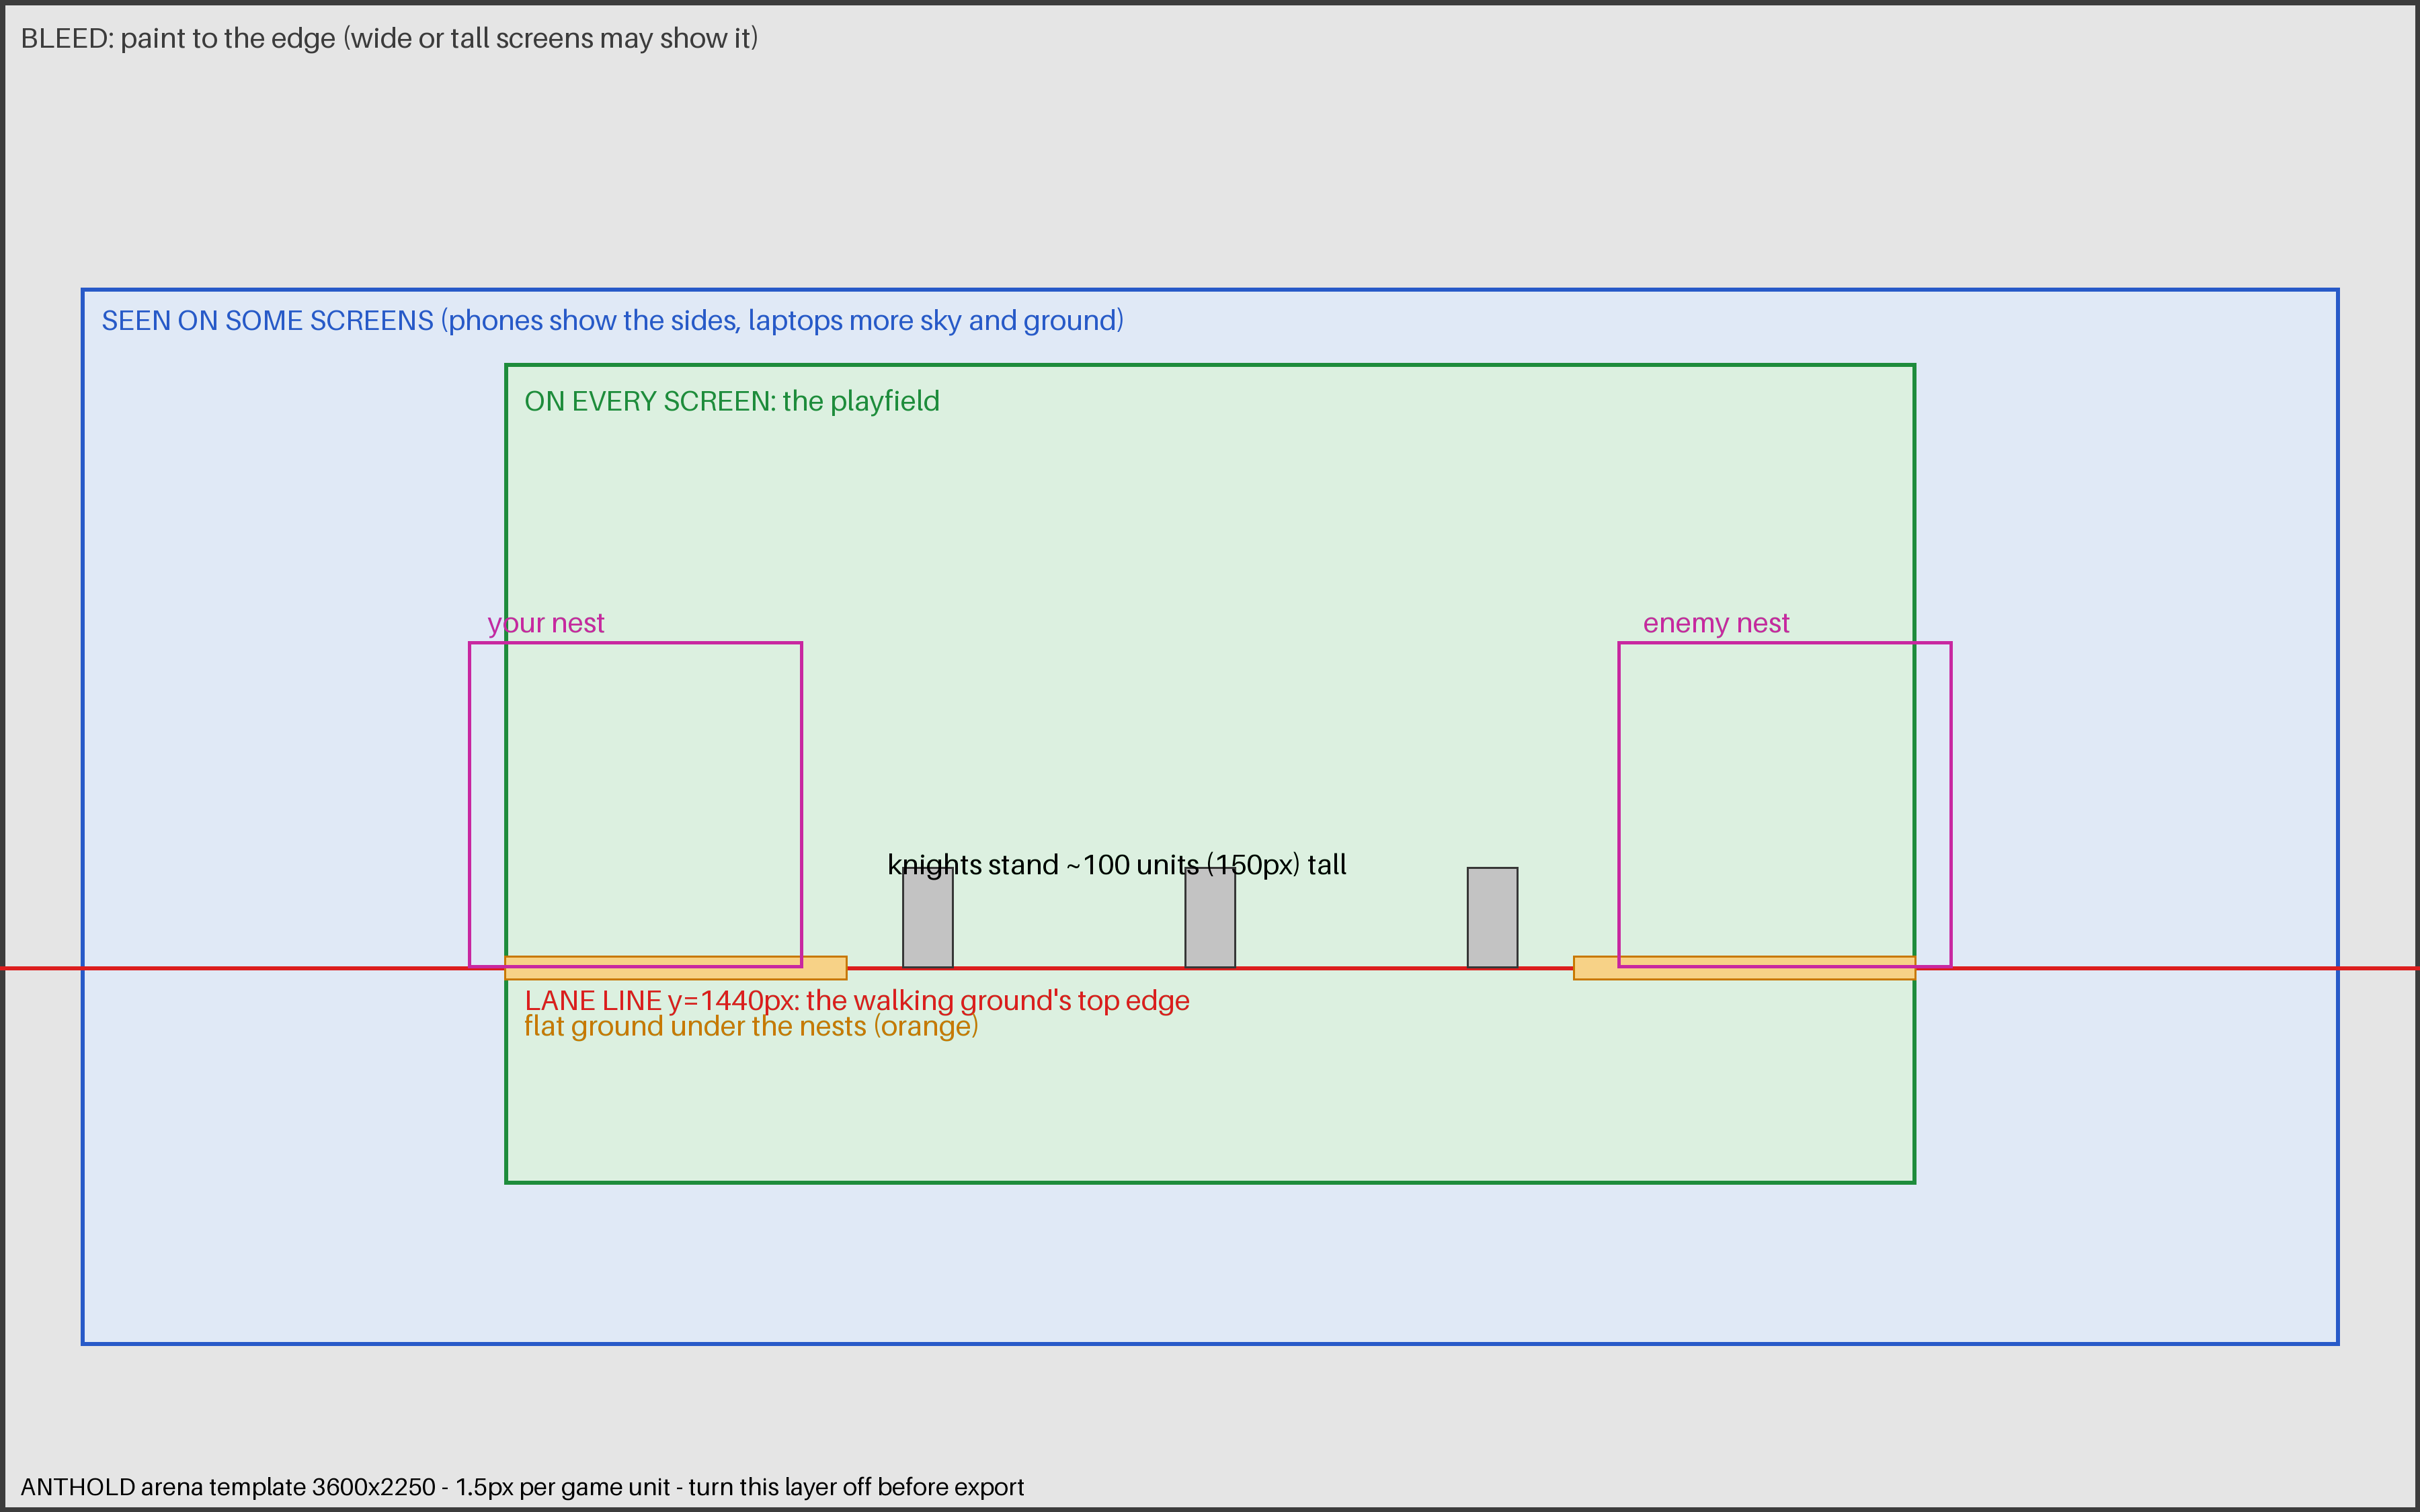 BLEED: paint to the edge (wide or tall screens may show it)
SEEN ON SOME SCREENS (phones show the sides, laptops more sky and ground)
ON EVERY SCREEN: the playfield
your nest
enemy nest
knights stand ~100 units (150px) tall
LANE LINE y=1440px: the walking ground's top edge
flat ground under the nests (orange)
ANTHOLD arena template 3600x2250 - 1.5px per game unit - turn this layer off before export